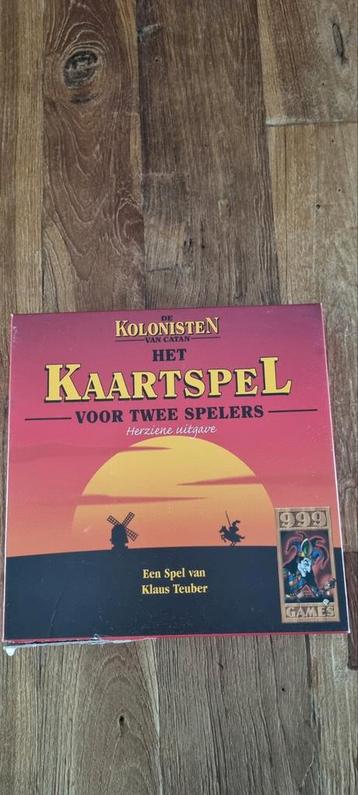 DE
KOLONISTEN
VAN CATAN
HET
KAARTSPEL
VOOR TWEE SPELERS
Herziene uitgave
999
GAMES
Een Spel van
Klaus Teuber